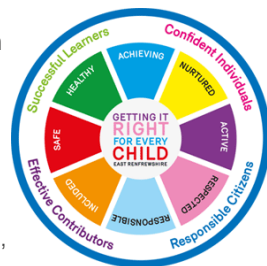 Successful Learners
Confident Individuals
Responsible Citizens
Effective Contributors
ACHIEVING
NURTURED
ACTIVE
RESPECTED
RESPONSIBLE
INCLUDED
SAFE
HEALTHY
GETTING IT
RIGHT
FOR EVERY
CHILD
EAST RENFREWSHIRE
,